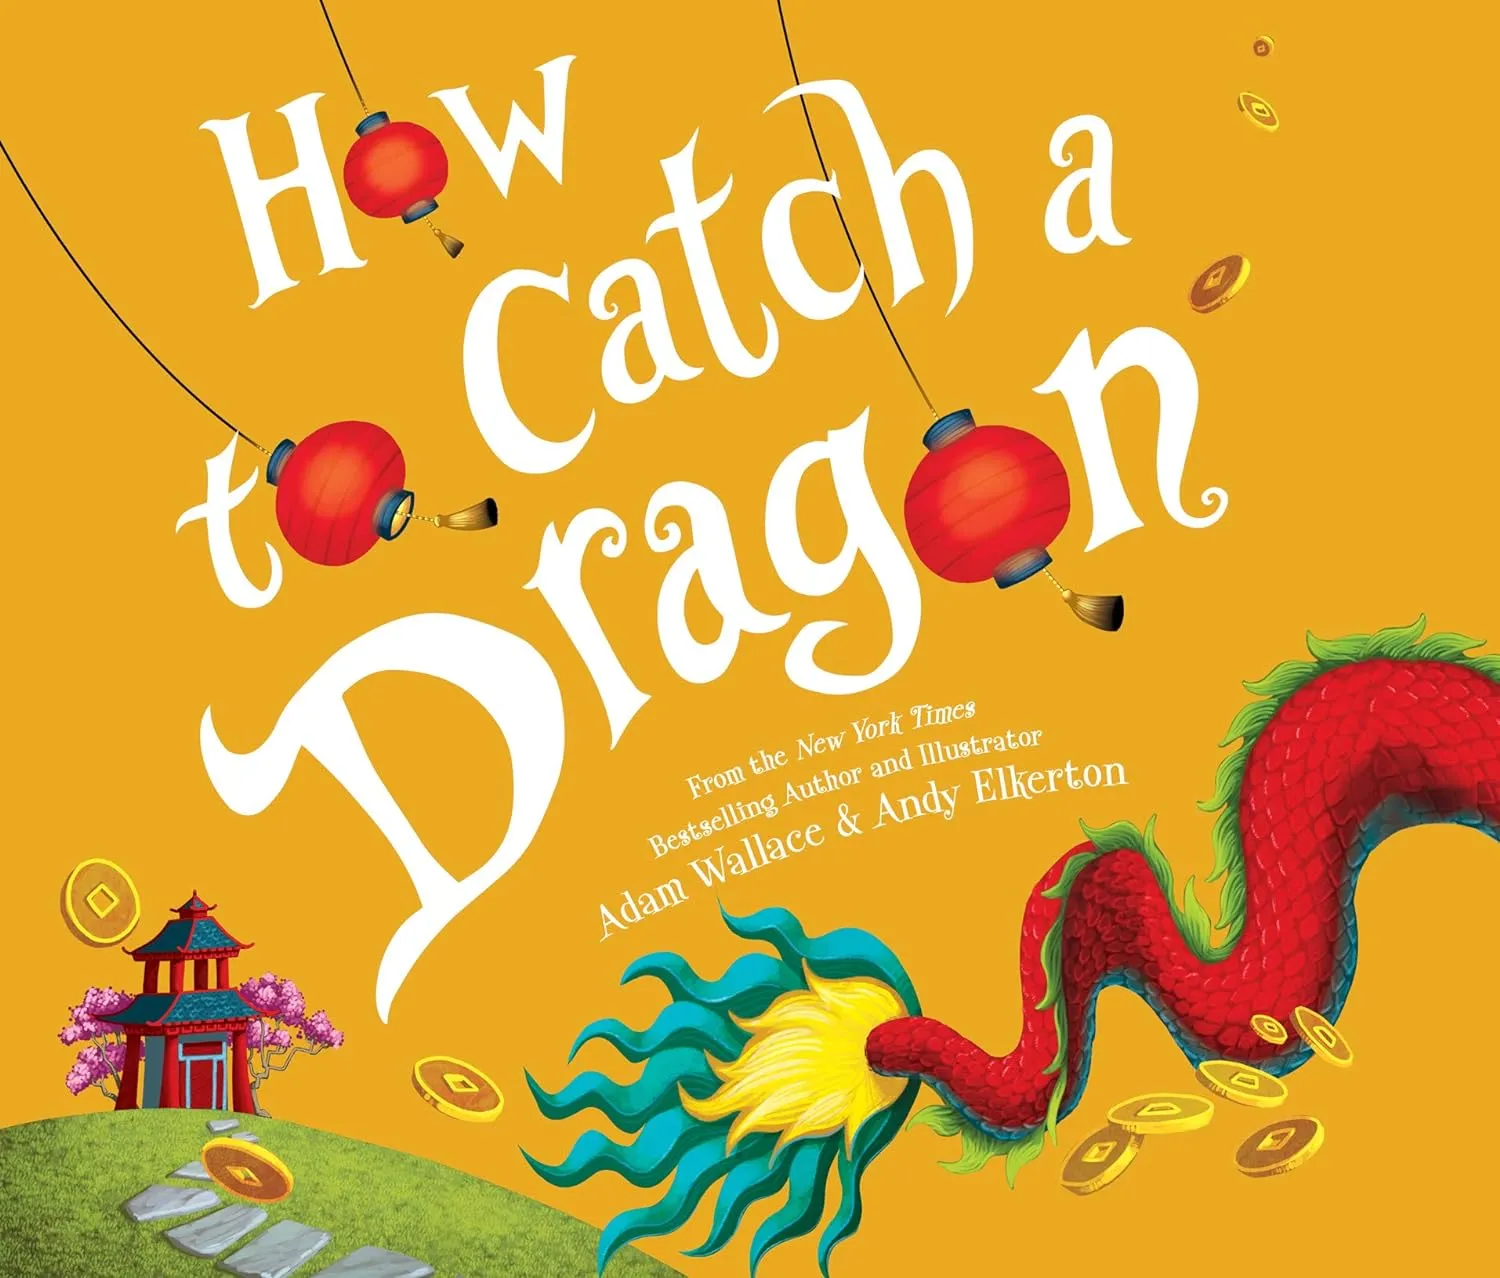 How
to Catch a
Dragon
From the New York Times
Bestselling Author and Illustrator
Adam Wallace & Andy Elkerton